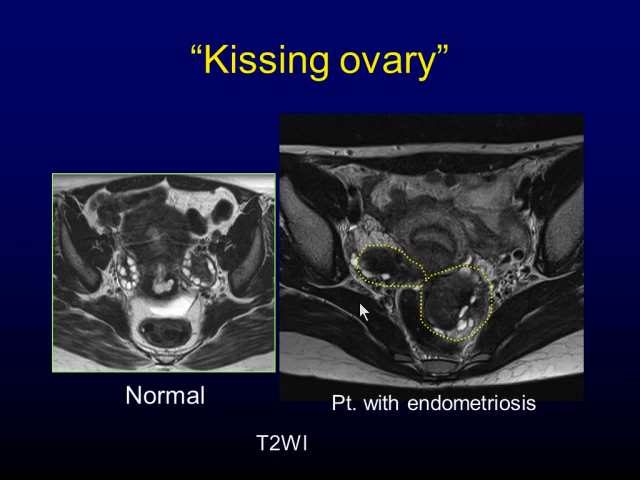 “Kissing ovary”
Normal
Pt. with endometriosis
T2WI